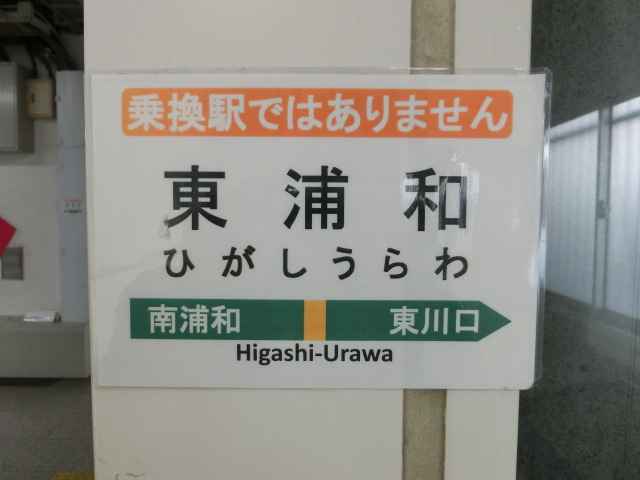 乗換駅ではありません
東浦和
ひがしうらわ
南浦和 東川口
Higashi-Urawa